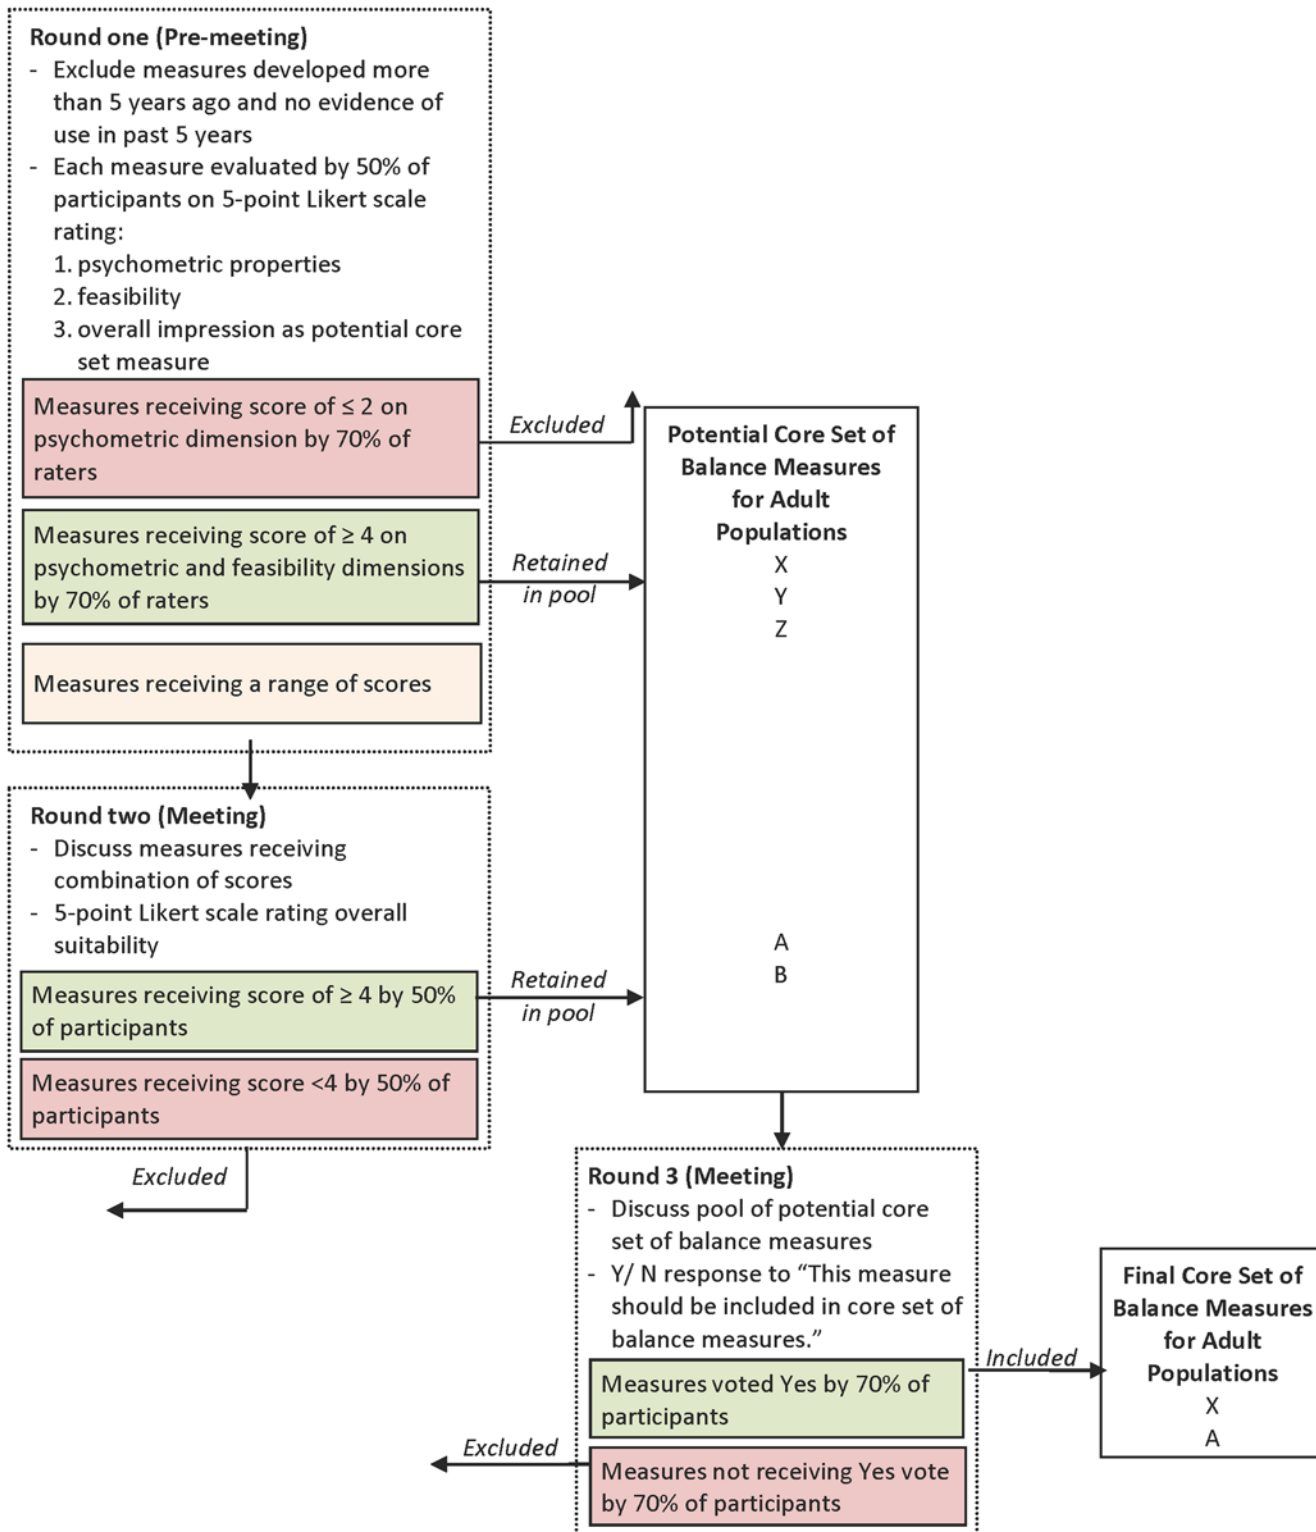 Round one (Pre-meeting)
- Exclude measures developed more
than 5 years ago and no evidence of
use in past 5 years
- Each measure evaluated by 50% of
participants on 5-point Likert scale
rating:
1. psychometric properties
2. feasibility
3. overall impression as potential core
set measure
Measures receiving score of ≤ 2 on
psychometric dimension by 70% of
raters
Excluded
Measures receiving score of ≥ 4 on
psychometric and feasibility dimensions
by 70% of raters
Retained
in pool
Measures receiving a range of scores
Potential Core Set of
Balance Measures
for Adult
Populations
X
Y
Z
A
B
Round two (Meeting)
- Discuss measures receiving
combination of scores
- 5-point Likert scale rating overall
suitability
Measures receiving score of ≥ 4 by 50%
of participants
Retained
in pool
Measures receiving score <4 by 50% of
participants
Excluded
Round 3 (Meeting)
- Discuss pool of potential core
set of balance measures
- Y/ N response to “This measure
should be included in core set of
balance measures.”
Measures voted Yes by 70% of
participants
Included
Measures not receiving Yes vote
by 70% of participants
Excluded
Final Core Set of
Balance Measures
for Adult
Populations
X
A